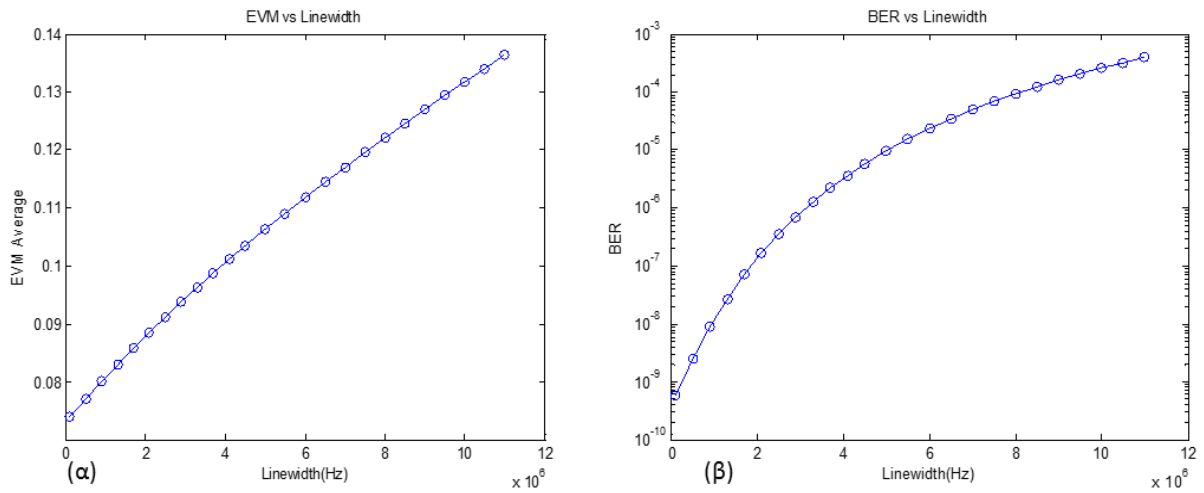 EVM vs Linewidth
0.14
0.13
0.12
0.11
0.1
0.09
0.08
EVM Average
0
2
4
6
8
10
12
Linewidth(Hz)
x 10^6
(α)
BER vs Linewidth
10^-3
10^-4
10^-5
10^-6
10^-7
10^-8
10^-9
10^-10
BER
0
2
4
6
8
10
12
Linewidth(Hz)
x 10^6
(β)